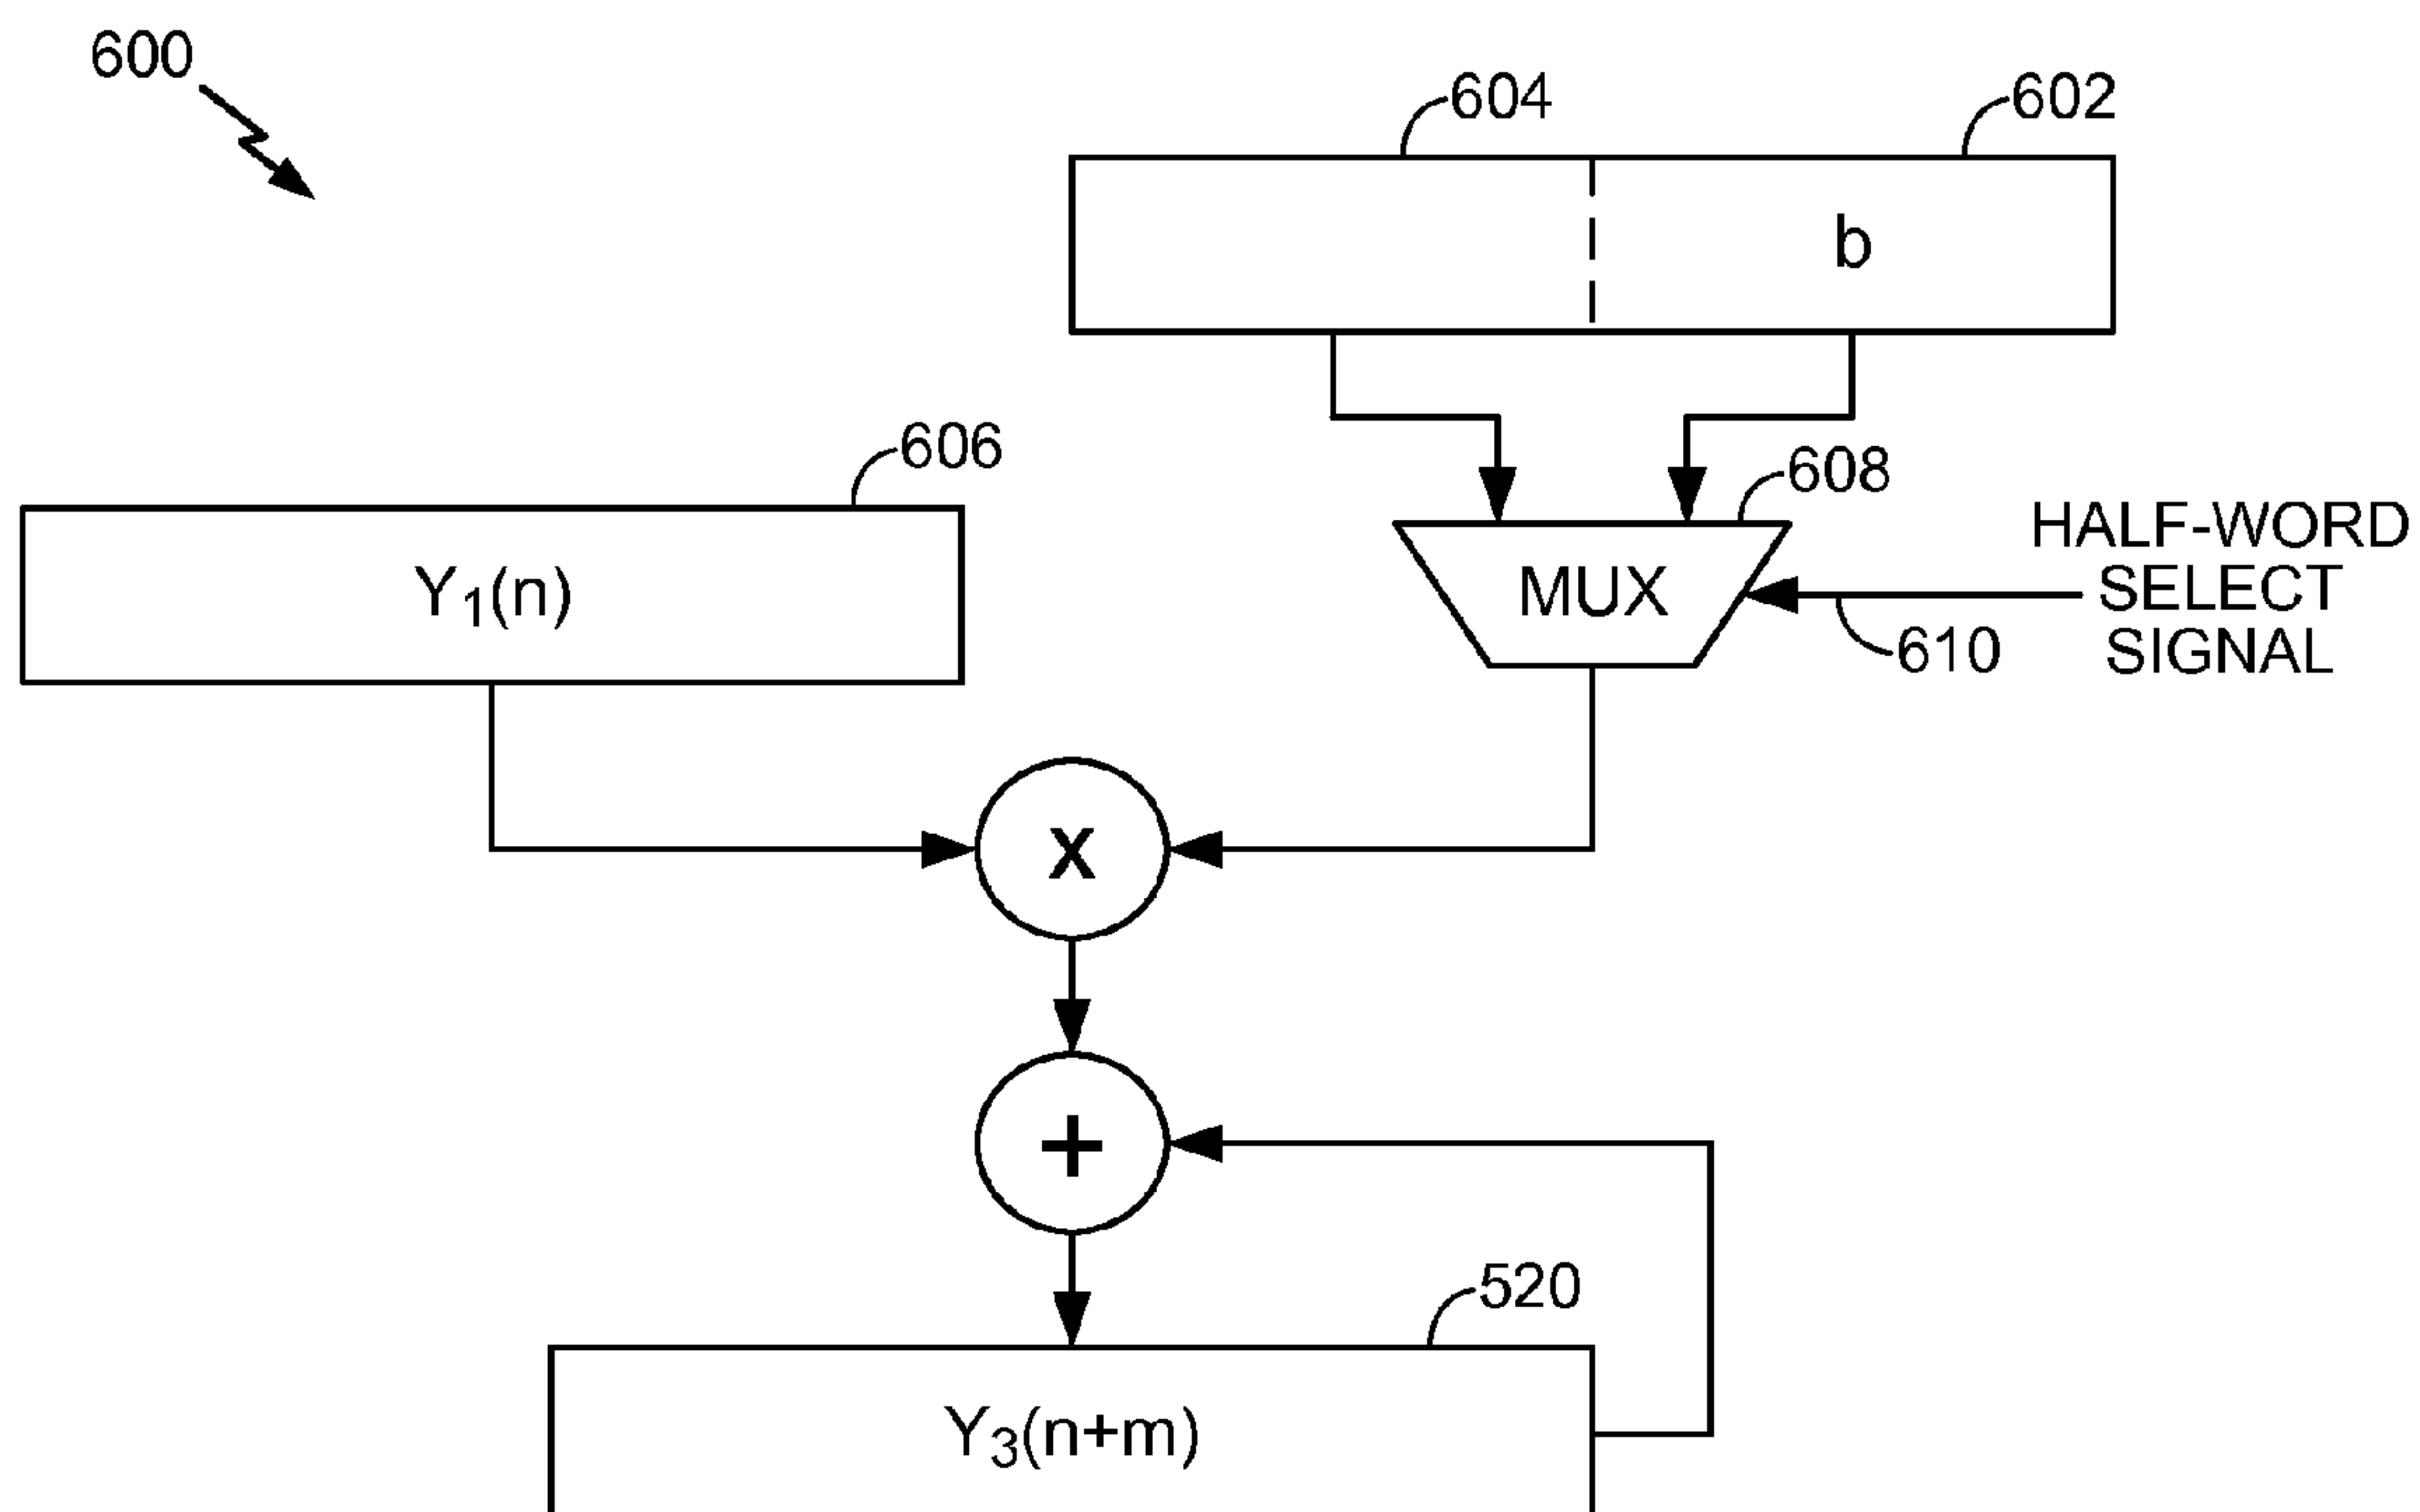 600
604
602
b
606
608
Y₁(n)
MUX
HALF-WORD
SELECT
SIGNAL
610
X
+
520
Y₃(n+m)